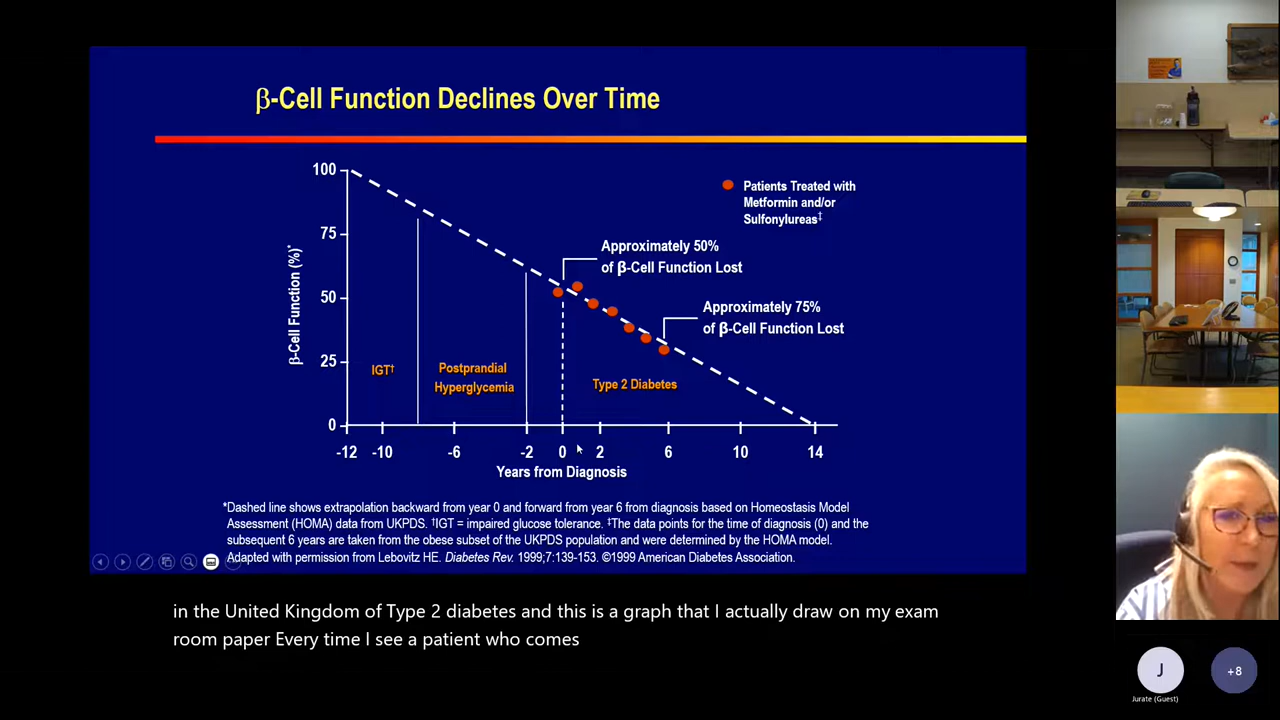 β-Cell Function Declines Over Time
100
75
50
25
0
β-Cell Function (%)*
Patients Treated with
Metformin and/or
Sulfonylureas‡
Approximately 50%
of β-Cell Function Lost
Approximately 75%
of β-Cell Function Lost
IGT†
Postprandial
Hyperglycemia
Type 2 Diabetes
-12 -10 -6 -2 0 2 6 10 14
Years from Diagnosis
*Dashed line shows extrapolation backward from year 0 and forward from year 6 from diagnosis based on Homeostasis Model
Assessment (HOMA) data from UKPDS. †IGT = impaired glucose tolerance. ‡The data points for the time of diagnosis (0) and the
subsequent 6 years are taken from the obese subset of the UKPDS population and were determined by the HOMA model.
Adapted with permission from Lebovitz HE. Diabetes Rev. 1999;7:139-153. ©1999 American Diabetes Association.
in the United Kingdom of Type 2 diabetes and this is a graph that I actually draw on my exam
room paper Every time I see a patient who comes
J
+8
Jurate (Guest)